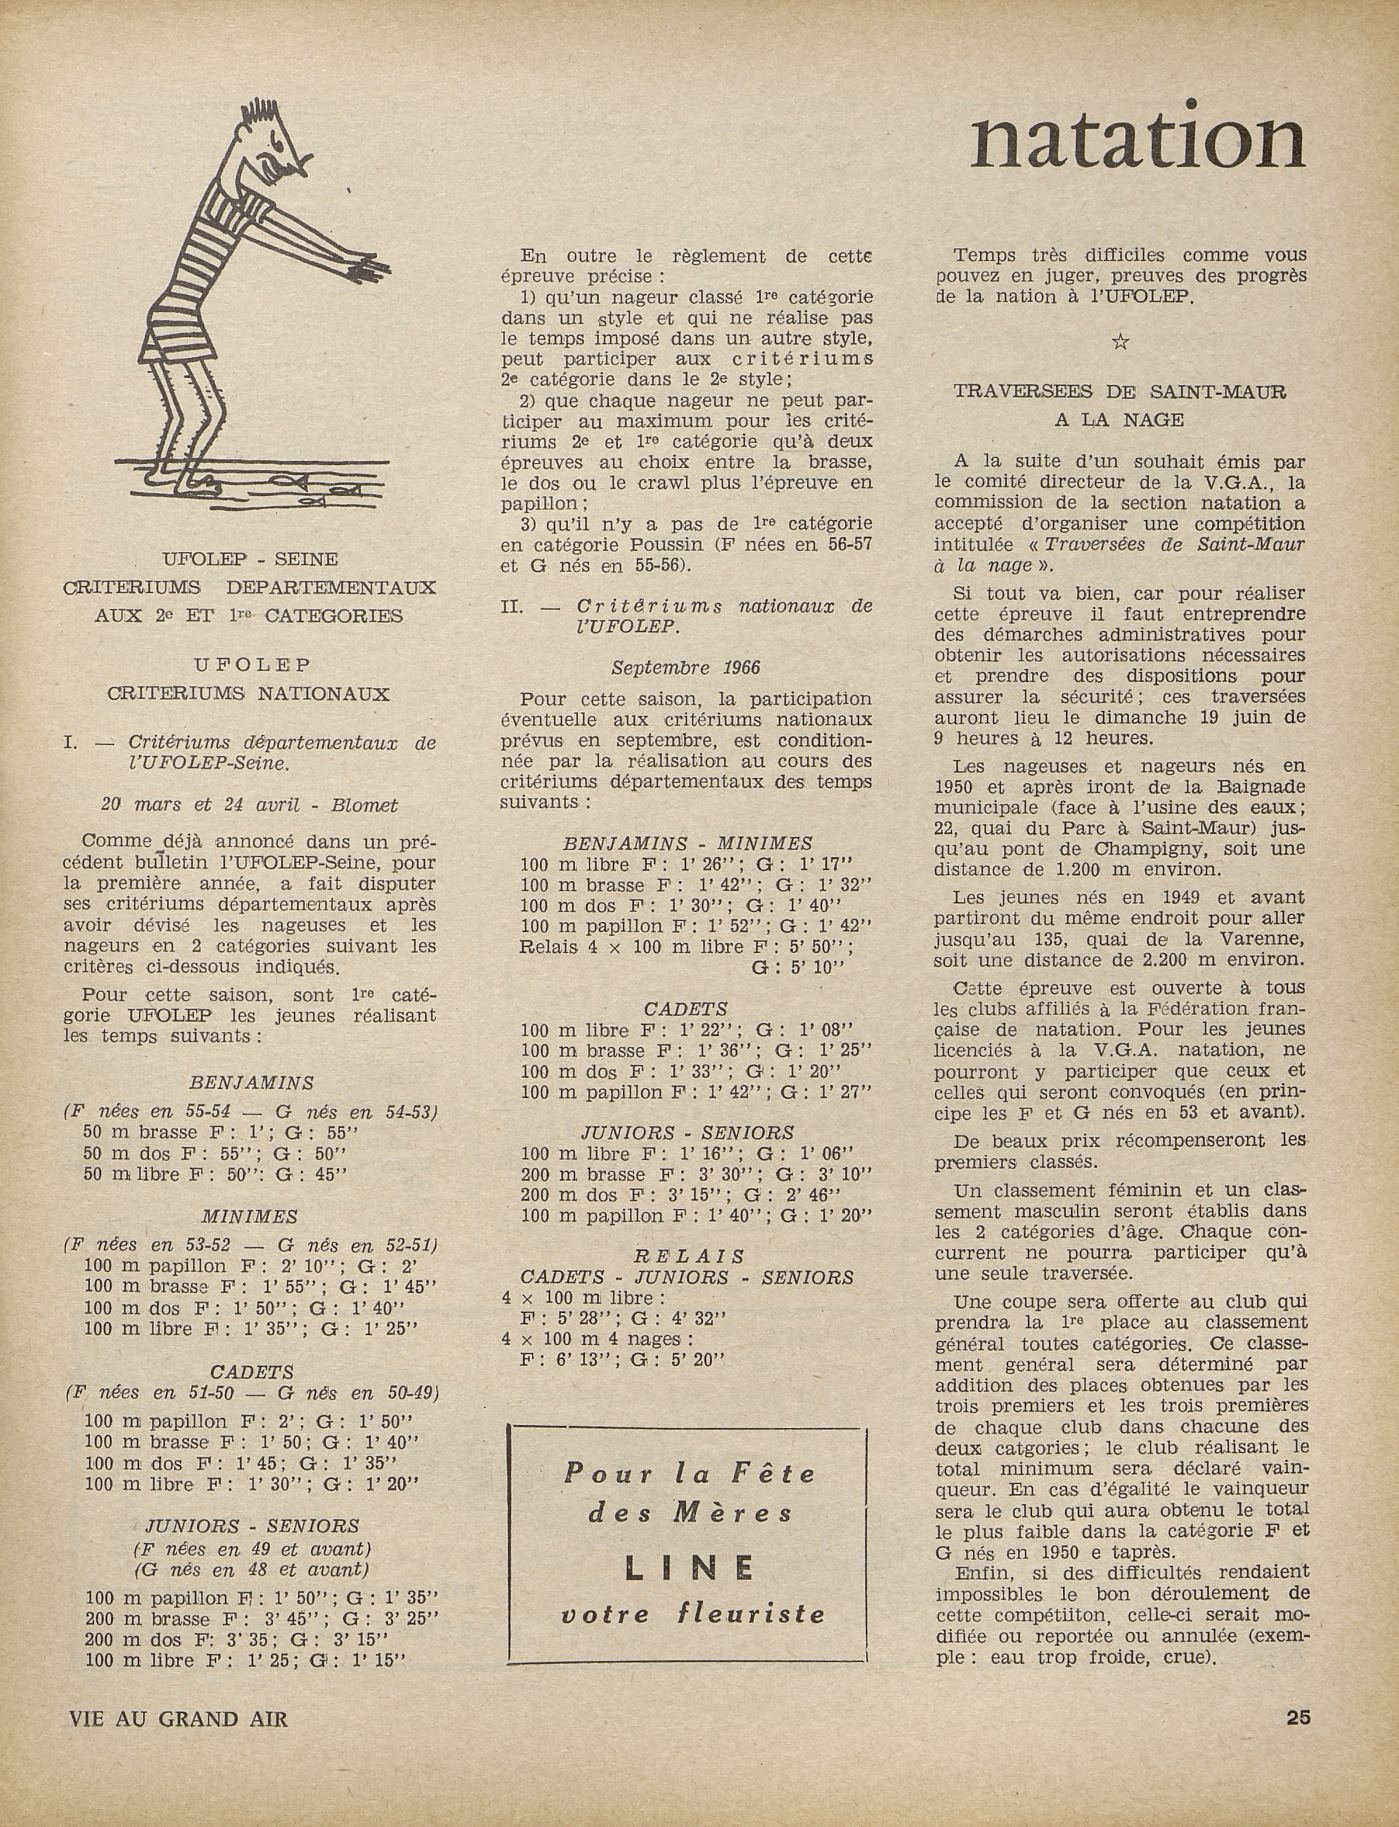 natation
UFOLEP - SEINE
CRITERIUMS DEPARTEMENTAUX
AUX 2e ET 1re CATEGORIES
UFOLEP
CRITERIUMS NATIONAUX
I. — Critériums départementaux de
l'UFOLEP-Seine.
20 mars et 24 avril - Blomet
Comme déjà annoncé dans un pré-
cédent bulletin l'UFOLEP-Seine, pour
la première année, a fait disputer
ses critériums départementaux après
avoir dévisé les nageuses et les
nageurs en 2 catégories suivant les
critères ci-dessous indiqués.
Pour cette saison, sont 1re caté-
gorie UFOLEP les jeunes réalisant
les temps suivants :
BENJAMINS
(F nées en 55-54 — G nés en 54-53)
50 m brasse F : 1' ; G : 55''
50 m dos F : 55'' ; G : 50''
50 m libre F : 50'': G : 45''
MINIMES
(F nées en 53-52 — G nés en 52-51)
100 m papillon F : 2' 10'' ; G : 2'
100 m brasse F : 1' 55'' ; G : 1' 45''
100 m dos F : 1' 50'' ; G : 1' 40''
100 m libre F : 1' 35'' ; G : 1' 25''
CADETS
(F nées en 51-50 — G nés en 50-49)
100 m papillon F : 2' ; G : 1' 50''
100 m brasse F : 1' 50 ; G : 1' 40''
100 m dos F : 1' 45 ; G : 1' 35''
100 m libre F : 1' 30'' ; G : 1' 20''
JUNIORS - SENIORS
(F nées en 49 et avant)
(G nés en 48 et avant)
100 m papillon F : 1' 50'' ; G : 1' 35''
200 m brasse F : 3' 45'' ; G : 3' 25''
200 m dos F: 3' 35 ; G : 3' 15''
100 m libre F : 1' 25 ; G : 1' 15''
En outre le règlement de cette
épreuve précise :
1) qu'un nageur classé 1re catégorie
dans un style et qui ne réalise pas
le temps imposé dans un autre style,
peut participer aux critériums
2e catégorie dans le 2e style ;
2) que chaque nageur ne peut par-
ticiper au maximum pour les crité-
riums 2e et 1re catégorie qu'à deux
épreuves au choix entre la brasse,
le dos ou le crawl plus l'épreuve en
papillon ;
3) qu'il n'y a pas de 1re catégorie
en catégorie Poussin (F nées en 56-57
et G nés en 55-56).
II. — Critériums nationaux de
l'UFOLEP.
Septembre 1966
Pour cette saison, la participation
éventuelle aux critériums nationaux
prévus en septembre, est condition-
née par la réalisation au cours des
critériums départementaux des temps
suivants :
BENJAMINS - MINIMES
100 m libre F : 1' 26'' ; G : 1' 17''
100 m brasse F : 1' 42'' ; G : 1' 32''
100 m dos F : 1' 30'' ; G : 1' 40''
100 m papillon F : 1' 52'' ; G : 1' 42''
Relais 4 × 100 m libre F : 5' 50'' ;
G : 5' 10''
CADETS
100 m libre F : 1' 22'' ; G : 1' 08''
100 m brasse F : 1' 36'' ; G : 1' 25''
100 m dos F : 1' 33'' ; G : 1' 20''
100 m papillon F : 1' 42'' ; G : 1' 27''
JUNIORS - SENIORS
100 m libre F : 1' 16'' ; G : 1' 06''
200 m brasse F : 3' 30'' ; G : 3' 10''
200 m dos F : 3' 15'' ; G : 2' 46''
100 m papillon F : 1' 40'' ; G : 1' 20''
RELAIS
CADETS - JUNIORS - SENIORS
4 × 100 m libre :
F : 5' 28'' ; G : 4' 32''
4 × 100 m 4 nages :
F : 6' 13'' ; G : 5' 20''
Pour la Fête
des Mères
LINE
votre fleuriste
Temps très difficiles comme vous
pouvez en juger, preuves des progrès
de la nation à l'UFOLEP.
☆
TRAVERSEES DE SAINT-MAUR
A LA NAGE
A la suite d'un souhait émis par
le comité directeur de la V.G.A., la
commission de la section natation a
accepté d'organiser une compétition
intitulée « Traversées de Saint-Maur
à la nage ».
Si tout va bien, car pour réaliser
cette épreuve il faut entreprendre
des démarches administratives pour
obtenir les autorisations nécessaires
et prendre des dispositions pour
assurer la sécurité ; ces traversées
auront lieu le dimanche 19 juin de
9 heures à 12 heures.
Les nageuses et nageurs nés en
1950 et après iront de la Baignade
municipale (face à l'usine des eaux ;
22, quai du Parc à Saint-Maur) jus-
qu'au pont de Champigny, soit une
distance de 1.200 m environ.
Les jeunes nés en 1949 et avant
partiront du même endroit pour aller
jusqu'au 135, quai de la Varenne,
soit une distance de 2.200 m environ.
Cette épreuve est ouverte à tous
les clubs affiliés à la Fédération fran-
çaise de natation. Pour les jeunes
licenciés à la V.G.A. natation, ne
pourront y participer que ceux et
celles qui seront convoqués (en prin-
cipe les F et G nés en 53 et avant).
De beaux prix récompenseront les
premiers classés.
Un classement féminin et un clas-
sement masculin seront établis dans
les 2 catégories d'âge. Chaque con-
current ne pourra participer qu'à
une seule traversée.
Une coupe sera offerte au club qui
prendra la 1re place au classement
général toutes catégories. Ce classe-
ment général sera déterminé par
addition des places obtenues par les
trois premiers et les trois premières
de chaque club dans chacune des
deux catgories ; le club réalisant le
total minimum sera déclaré vain-
queur. En cas d'égalité le vainqueur
sera le club qui aura obtenu le total
le plus faible dans la catégorie F et
G nés en 1950 e taprès.
Enfin, si des difficultés rendaient
impossibles le bon déroulement de
cette compétiiton, celle-ci serait mo-
difiée ou reportée ou annulée (exem-
ple : eau trop froide, crue).
VIE AU GRAND AIR
25